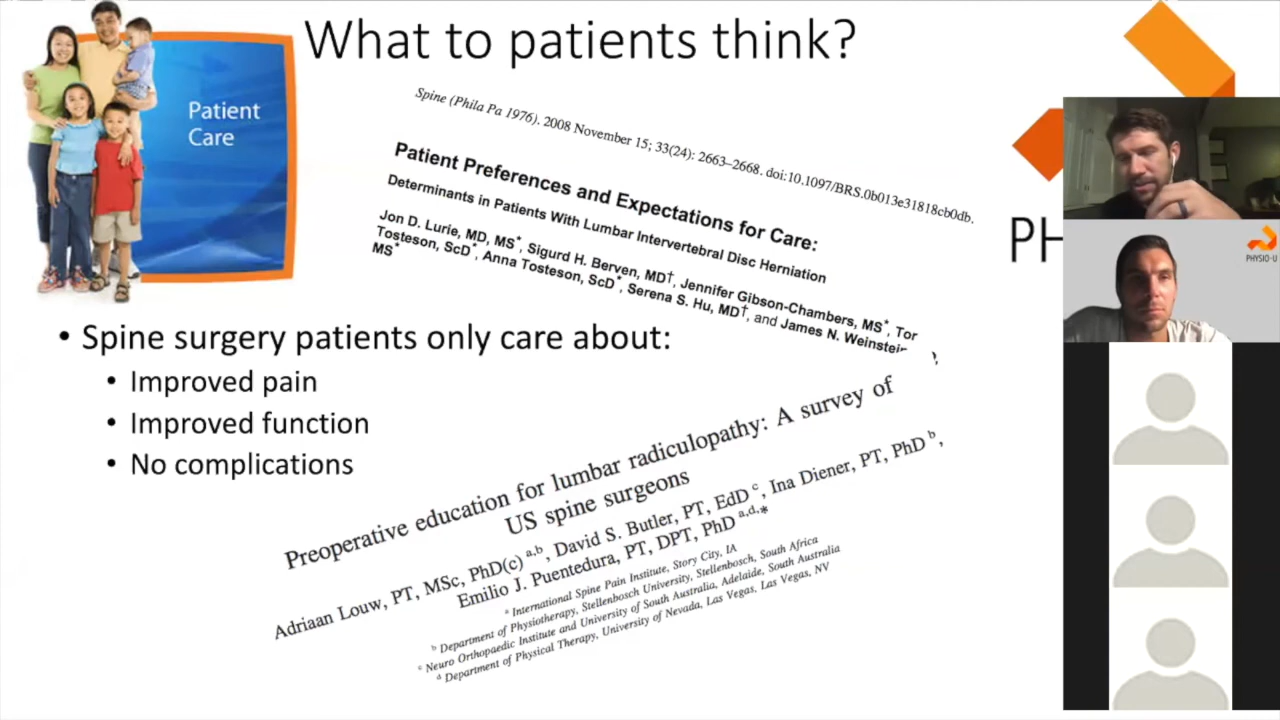 What to patients think?
Patient
Care
Spine (Phila Pa 1976). 2008 November 15; 33(24): 2663–2668. doi:10.1097/BRS.0b013e31818cb0db.
Patient Preferences and Expectations for Care:
Determinants in Patients With Lumbar Intervertebral Disc Herniation
Jon D. Lurie, MD, MS*, Sigurd H. Berven, MD†, Jennifer Gibson-Chambers, MS*, Tor
Tosteson, ScD*, Anna Tosteson, ScD*, Serena S. Hu, MD†, and James N. Weinstein,
MS*
PH
PHYSIO-U
• Spine surgery patients only care about:
• Improved pain
• Improved function
• No complications
Preoperative education for lumbar radiculopathy: A survey of
US spine surgeons
Adriaan Louw, PT, MSc, PhD(c) a,b, David S. Butler, PT, EdD c, Ina Diener, PT, PhD b,
Emilio J. Puentedura, PT, DPT, PhD a,d,*
a International Spine Pain Institute, Story City, IA
b Department of Physiotherapy, Stellenbosch University, Stellenbosch, South Africa
c Neuro Orthopaedic Institute and University of South Australia, Adelaide, South Australia
d Department of Physical Therapy, University of Nevada, Las Vegas, Las Vegas, NV